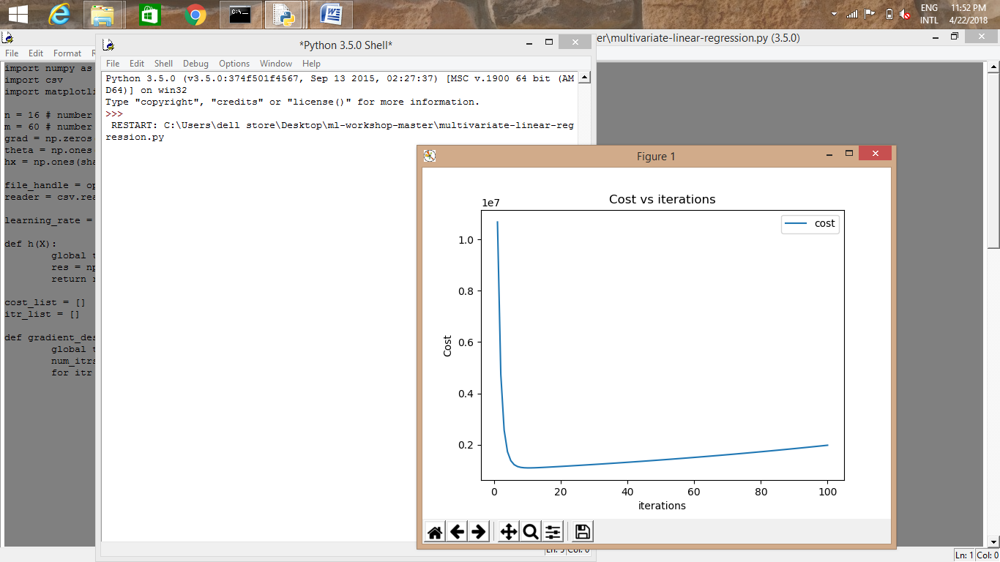 ENG 11:52 PM
INTL 4/22/2018
C:\_
W
er\multivariate-linear-regression.py (3.5.0)
File Edit Format
import numpy as
import csv
n = 16 # number
m = 60 # number
grad = np.zeros
theta = np.ones
hx = np.ones(sha
file_handle = op
reader = csv.rea
learning_rate =
def h(X):
global t
res = np
return
cost_list = []
itr_list = []
def gradient_des
global t
num_itrs
for itr
*Python 3.5.0 Shell*
File Edit Shell Debug Options Window Help
Python 3.5.0 (v3.5.0:374f501f4567, Sep 13 2015, 02:27:37) [MSC v.1900 64 bit (AM
D64)] on win32
Type "copyright", "credits" or "license()" for more information.
>>>
RESTART: C:\Users\dell store\Desktop\ml-workshop-master\multivariate-linear-reg
ression.py
Figure 1
Cost vs iterations
1e7
cost
1.0
0.8
0.6
0.4
0.2
Cost
0 20 40 60 80 100
iterations
Ln: 5 Col: 0
Ln: 1 Col: 0